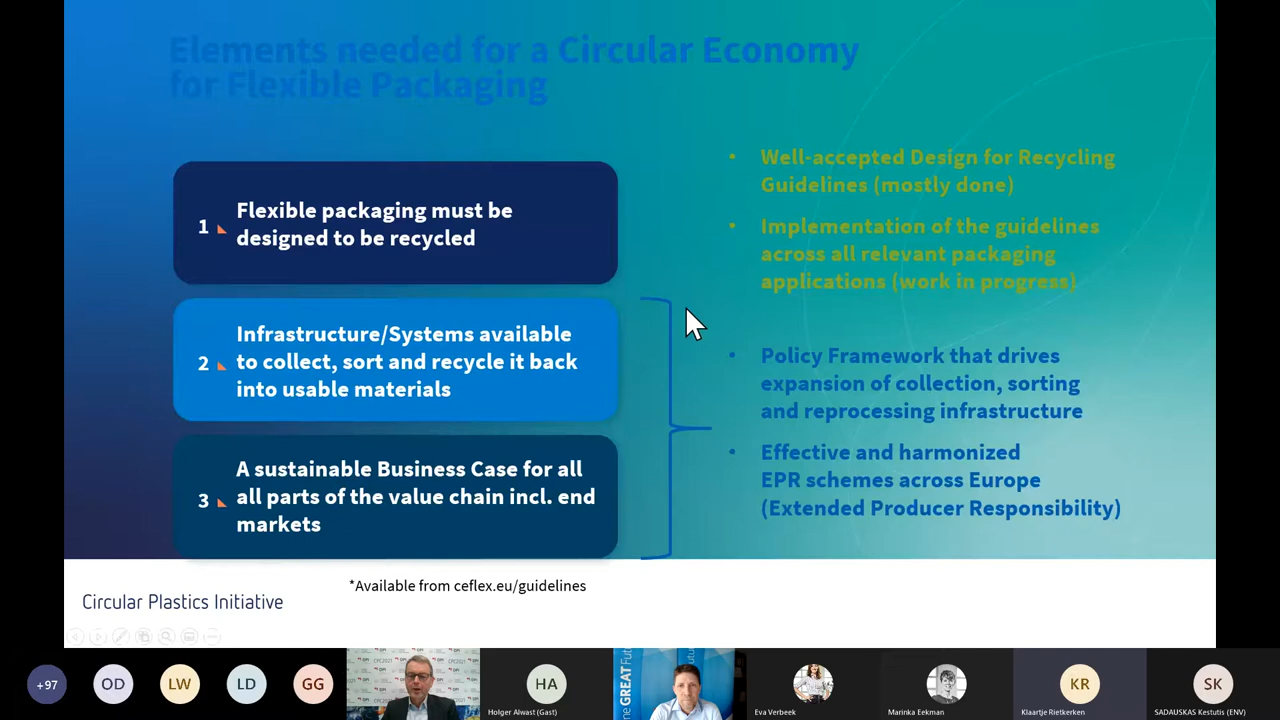 Elements needed for a Circular Economy
for Flexible Packaging
1
Flexible packaging must be
designed to be recycled
2
Infrastructure/Systems available
to collect, sort and recycle it back
into usable materials
3
A sustainable Business Case for all
all parts of the value chain incl. end
markets
• Well-accepted Design for Recycling
Guidelines (mostly done)
• Implementation of the guidelines
across all relevant packaging
applications (work in progress)
• Policy Framework that drives
expansion of collection, sorting
and reprocessing infrastructure
• Effective and harmonized
EPR schemes across Europe
(Extended Producer Responsibility)
*Available from ceflex.eu/guidelines
Circular Plastics Initiative
+97
OD
LW
LD
GG
CPC2021
HA
Holger Alwast (Gast)
GREAT
Eva Verbeek
Marinka Eekman
KR
Klaartje Rietkerken
SK
SADAUSKAS Kestutis (ENV)